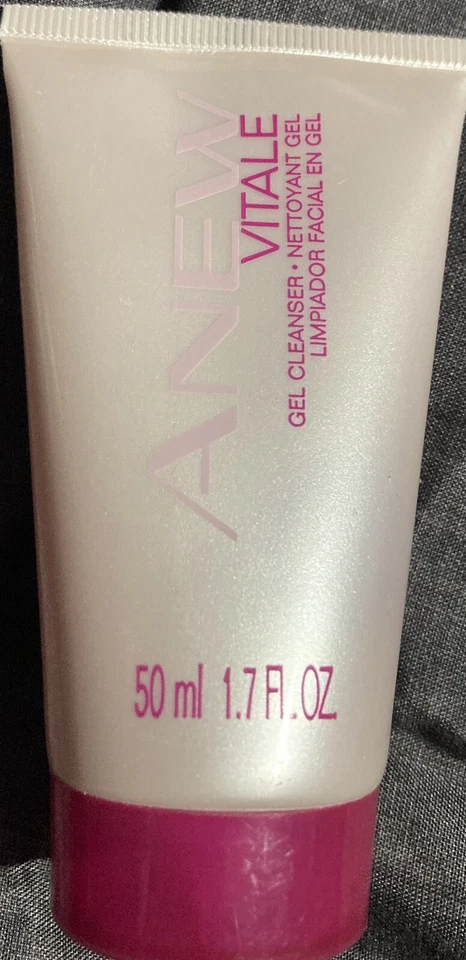 ANEW
VITALE
GEL CLEANSER • NETTOYANT GEL
LIMPIADOR FACIAL EN GEL
50 ml 1.7 FL.OZ